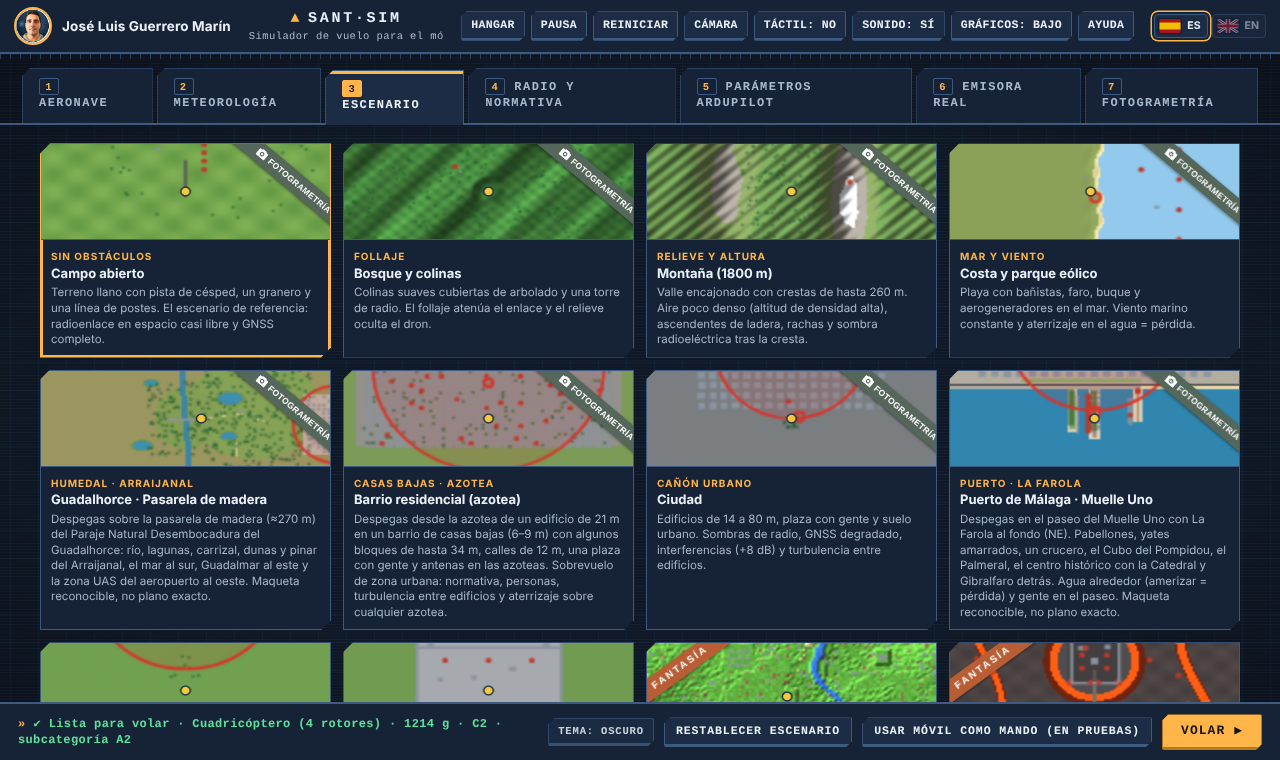 José Luis Guerrero Marín
▲ SANT·SIM
Simulador de vuelo para el mó
HANGAR
PAUSA
REINICIAR
CÁMARA
TÁCTIL: NO
SONIDO: SÍ
GRÁFICOS: BAJO
AYUDA
ES
EN
1
AERONAVE
2
METEOROLOGÍA
3
ESCENARIO
4 RADIO Y
NORMATIVA
5 PARÁMETROS
ARDUPILOT
6 EMISORA
REAL
7
FOTOGRAMETRÍA
FOTOGRAMETRÍA
SIN OBSTÁCULOS
Campo abierto
Terreno llano con pista de césped, un granero y
una línea de postes. El escenario de referencia:
radioenlace en espacio casi libre y GNSS
completo.
FOTOGRAMETRÍA
FOLLAJE
Bosque y colinas
Colinas suaves cubiertas de arbolado y una torre
de radio. El follaje atenúa el enlace y el relieve
oculta el dron.
FOTOGRAMETRÍA
RELIEVE Y ALTURA
Montaña (1800 m)
Valle encajonado con crestas de hasta 260 m.
Aire poco denso (altitud de densidad alta),
ascendentes de ladera, rachas y sombra
radioeléctrica tras la cresta.
FOTOGRAMETRÍA
MAR Y VIENTO
Costa y parque eólico
Playa con bañistas, faro, buque y
aerogeneradores en el mar. Viento marino
constante y aterrizaje en el agua = pérdida.
FOTOGRAMETRÍA
HUMEDAL · ARRAIJANAL
Guadalhorce · Pasarela de madera
Despegas sobre la pasarela de madera (≈270 m)
del Paraje Natural Desembocadura del
Guadalhorce: río, lagunas, carrizal, dunas y pinar
del Arraijanal, el mar al sur, Guadalmar al este y
la zona UAS del aeropuerto al oeste. Maqueta
reconocible, no plano exacto.
FOTOGRAMETRÍA
CASAS BAJAS · AZOTEA
Barrio residencial (azotea)
Despegas desde la azotea de un edificio de 21 m
en un barrio de casas bajas (6–9 m) con algunos
bloques de hasta 34 m, calles de 12 m, una plaza
con gente y antenas en las azoteas. Sobrevuelo
de zona urbana: normativa, personas,
turbulencia entre edificios y aterrizaje sobre
cualquier azotea.
FOTOGRAMETRÍA
CAÑÓN URBANO
Ciudad
Edificios de 14 a 80 m, plaza con gente y suelo
urbano. Sombras de radio, GNSS degradado,
interferencias (+8 dB) y turbulencia entre
edificios.
FOTOGRAMETRÍA
PUERTO · LA FAROLA
Puerto de Málaga · Muelle Uno
Despegas en el paseo del Muelle Uno con La
Farola al fondo (NE). Pabellones, yates
amarrados, un crucero, el Cubo del Pompidou, el
Palmeral, el centro histórico con la Catedral y
Gibralfaro detrás. Agua alrededor (amerizar =
pérdida) y gente en el paseo. Maqueta
reconocible, no plano exacto.
FANTASÍA
FANTASÍA
» ✔ Lista para volar · Cuadricóptero (4 rotores) · 1214 g · C2 ·
subcategoría A2
TEMA: OSCURO
RESTABLECER ESCENARIO
USAR MÓVIL COMO MANDO (EN PRUEBAS)
VOLAR ▶